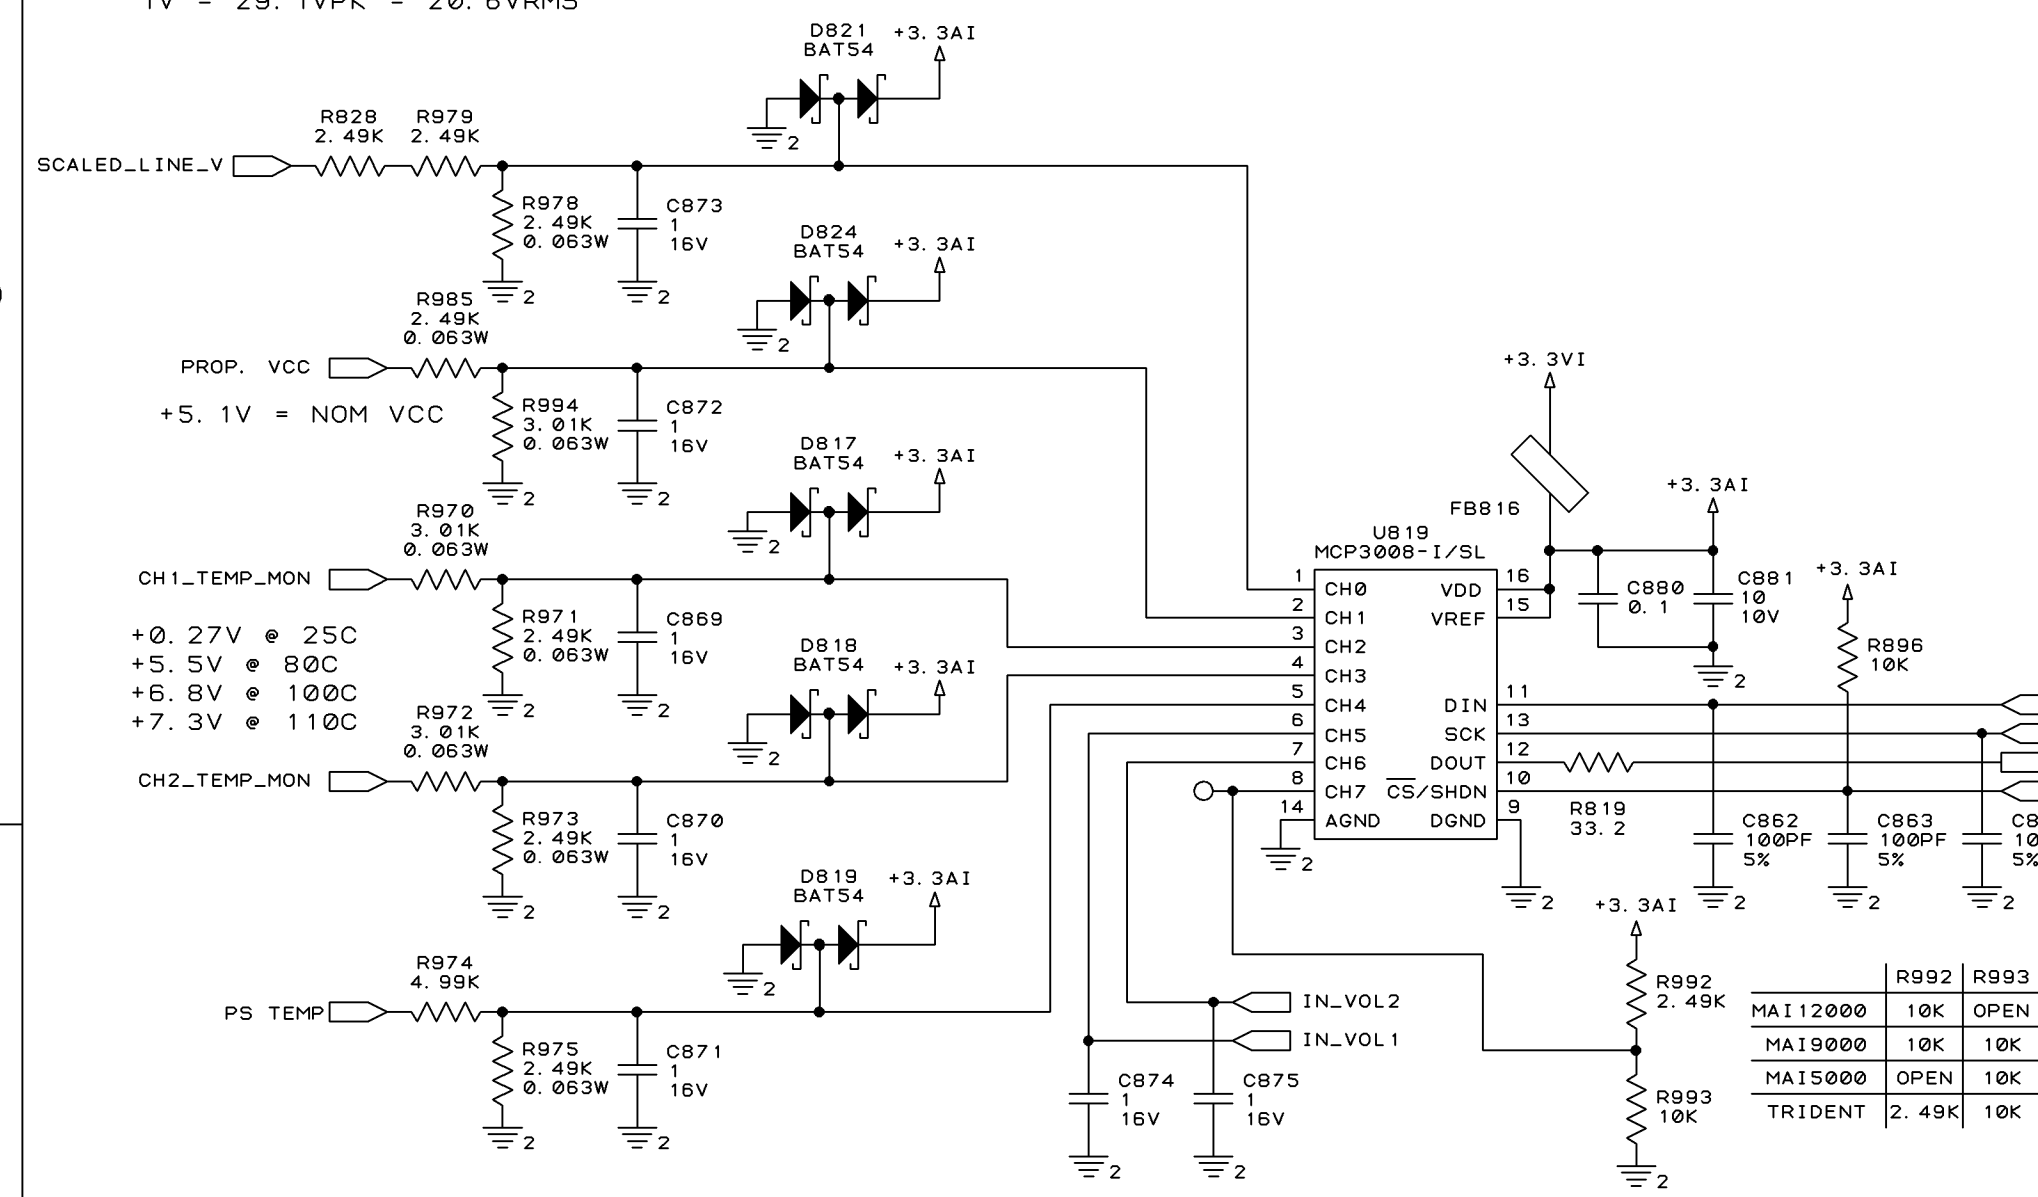 1V = 29. 1VPK = 20. 6VRMS
D821
BAT54
+3. 3AI
2
R828
2. 49K
R979
2. 49K
SCALED_LINE_V
R978
2. 49K
0. 063W
2
C873
1
16V
2
D824
BAT54
+3. 3AI
2
R985
2. 49K
0. 063W
PROP. VCC
+5. 1V = NOM VCC
R994
3. 01K
0. 063W
2
C872
1
16V
2
D817
BAT54
+3. 3AI
2
R970
3. 01K
0. 063W
CH1_TEMP_MON
+0. 27V @ 25C
+5. 5V @ 80C
+6. 8V @ 100C
+7. 3V @ 110C
R971
2. 49K
0. 063W
2
C869
1
16V
2
D818
BAT54
+3. 3AI
2
R972
3. 01K
0. 063W
CH2_TEMP_MON
R973
2. 49K
0. 063W
2
C870
1
16V
2
D819
BAT54
+3. 3AI
2
R974
4. 99K
PS TEMP
R975
2. 49K
0. 063W
2
C871
1
16V
2
+3. 3VI
FB816
+3. 3AI
U819
MCP3008-I/SL
1 CH0 VDD 16
2 CH1 VREF 15
3 CH2
4 CH3
5 CH4 DIN 11
6 CH5 SCK 13
7 CH6 DOUT 12
8 CH7 CS/SHDN 10
14 AGND DGND 9
2
2
C880
0. 1
C881
10
10V
2
+3. 3AI
R896
10K
R819
33. 2
C862
100PF
5%
2
C863
100PF
5%
2
C8
10
5%
2
IN_VOL2
IN_VOL1
C874
1
16V
2
C875
1
16V
2
+3. 3AI
R992
2. 49K
R993
10K
2
R992 R993
MAI12000 10K OPEN
MAI9000 10K 10K
MAI5000 OPEN 10K
TRIDENT 2. 49K 10K